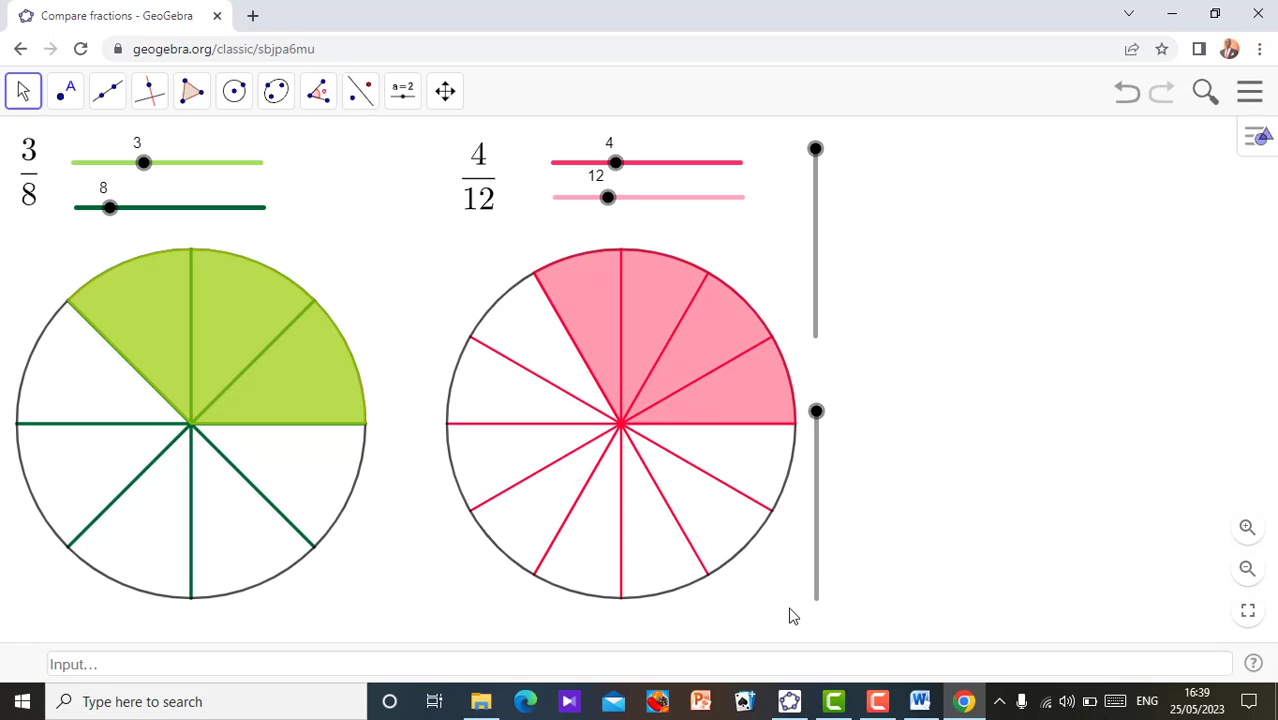 Compare fractions - GeoGebra
geogebra.org/classic/sbjpa6mu
A
a=2
3
8
3
8
4
12
4
12
Input...
?
Type here to search
ENG
16:39
25/05/2023